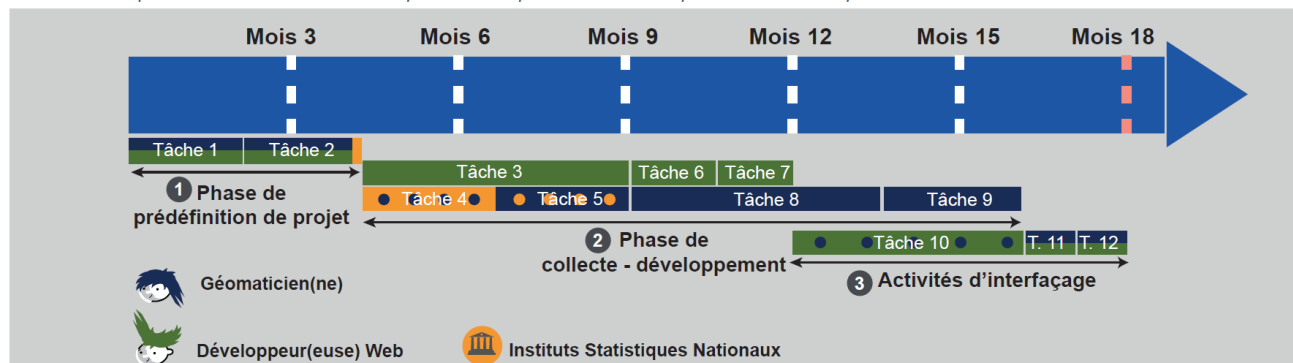 Mois 3 Mois 6 Mois 9 Mois 12 Mois 15 Mois 18
Tâche 1 Tâche 2
Tâche 3 Tâche 6 Tâche 7
Tâche 4 Tâche 5 Tâche 8 Tâche 9
1 Phase de
prédéfinition de projet
2 Phase de
collecte - développement
Tâche 10 T. 11 T. 12
3 Activités d’interfaçage
Géomaticien(ne)
Développeur(euse) Web
Instituts Statistiques Nationaux